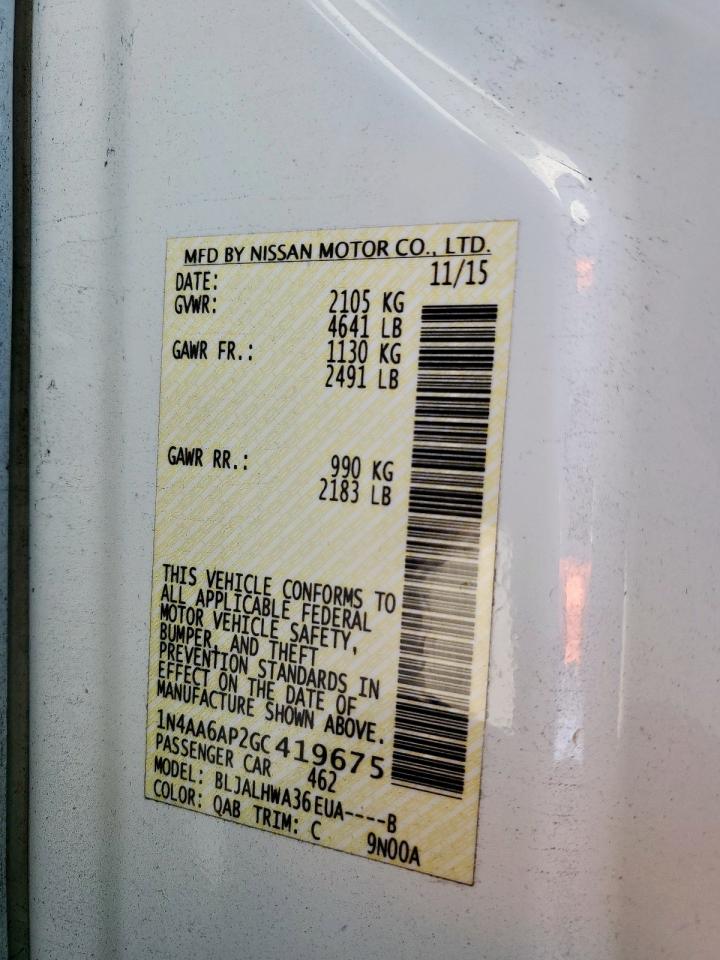 MFD BY NISSAN MOTOR CO., LTD.
DATE: 11/15
GVWR: 2105 KG
4641 LB
GAWR FR.: 1130 KG
2491 LB
GAWR RR.: 990 KG
2183 LB
THIS VEHICLE CONFORMS TO
ALL APPLICABLE FEDERAL
MOTOR VEHICLE SAFETY,
BUMPER, AND THEFT
PREVENTION STANDARDS IN
EFFECT ON THE DATE OF
MANUFACTURE SHOWN ABOVE.
1N4AA6AP2GC419675
PASSENGER CAR 462
MODEL: BLJALHWA36EUA----B
COLOR: QAB TRIM: C 9N00A